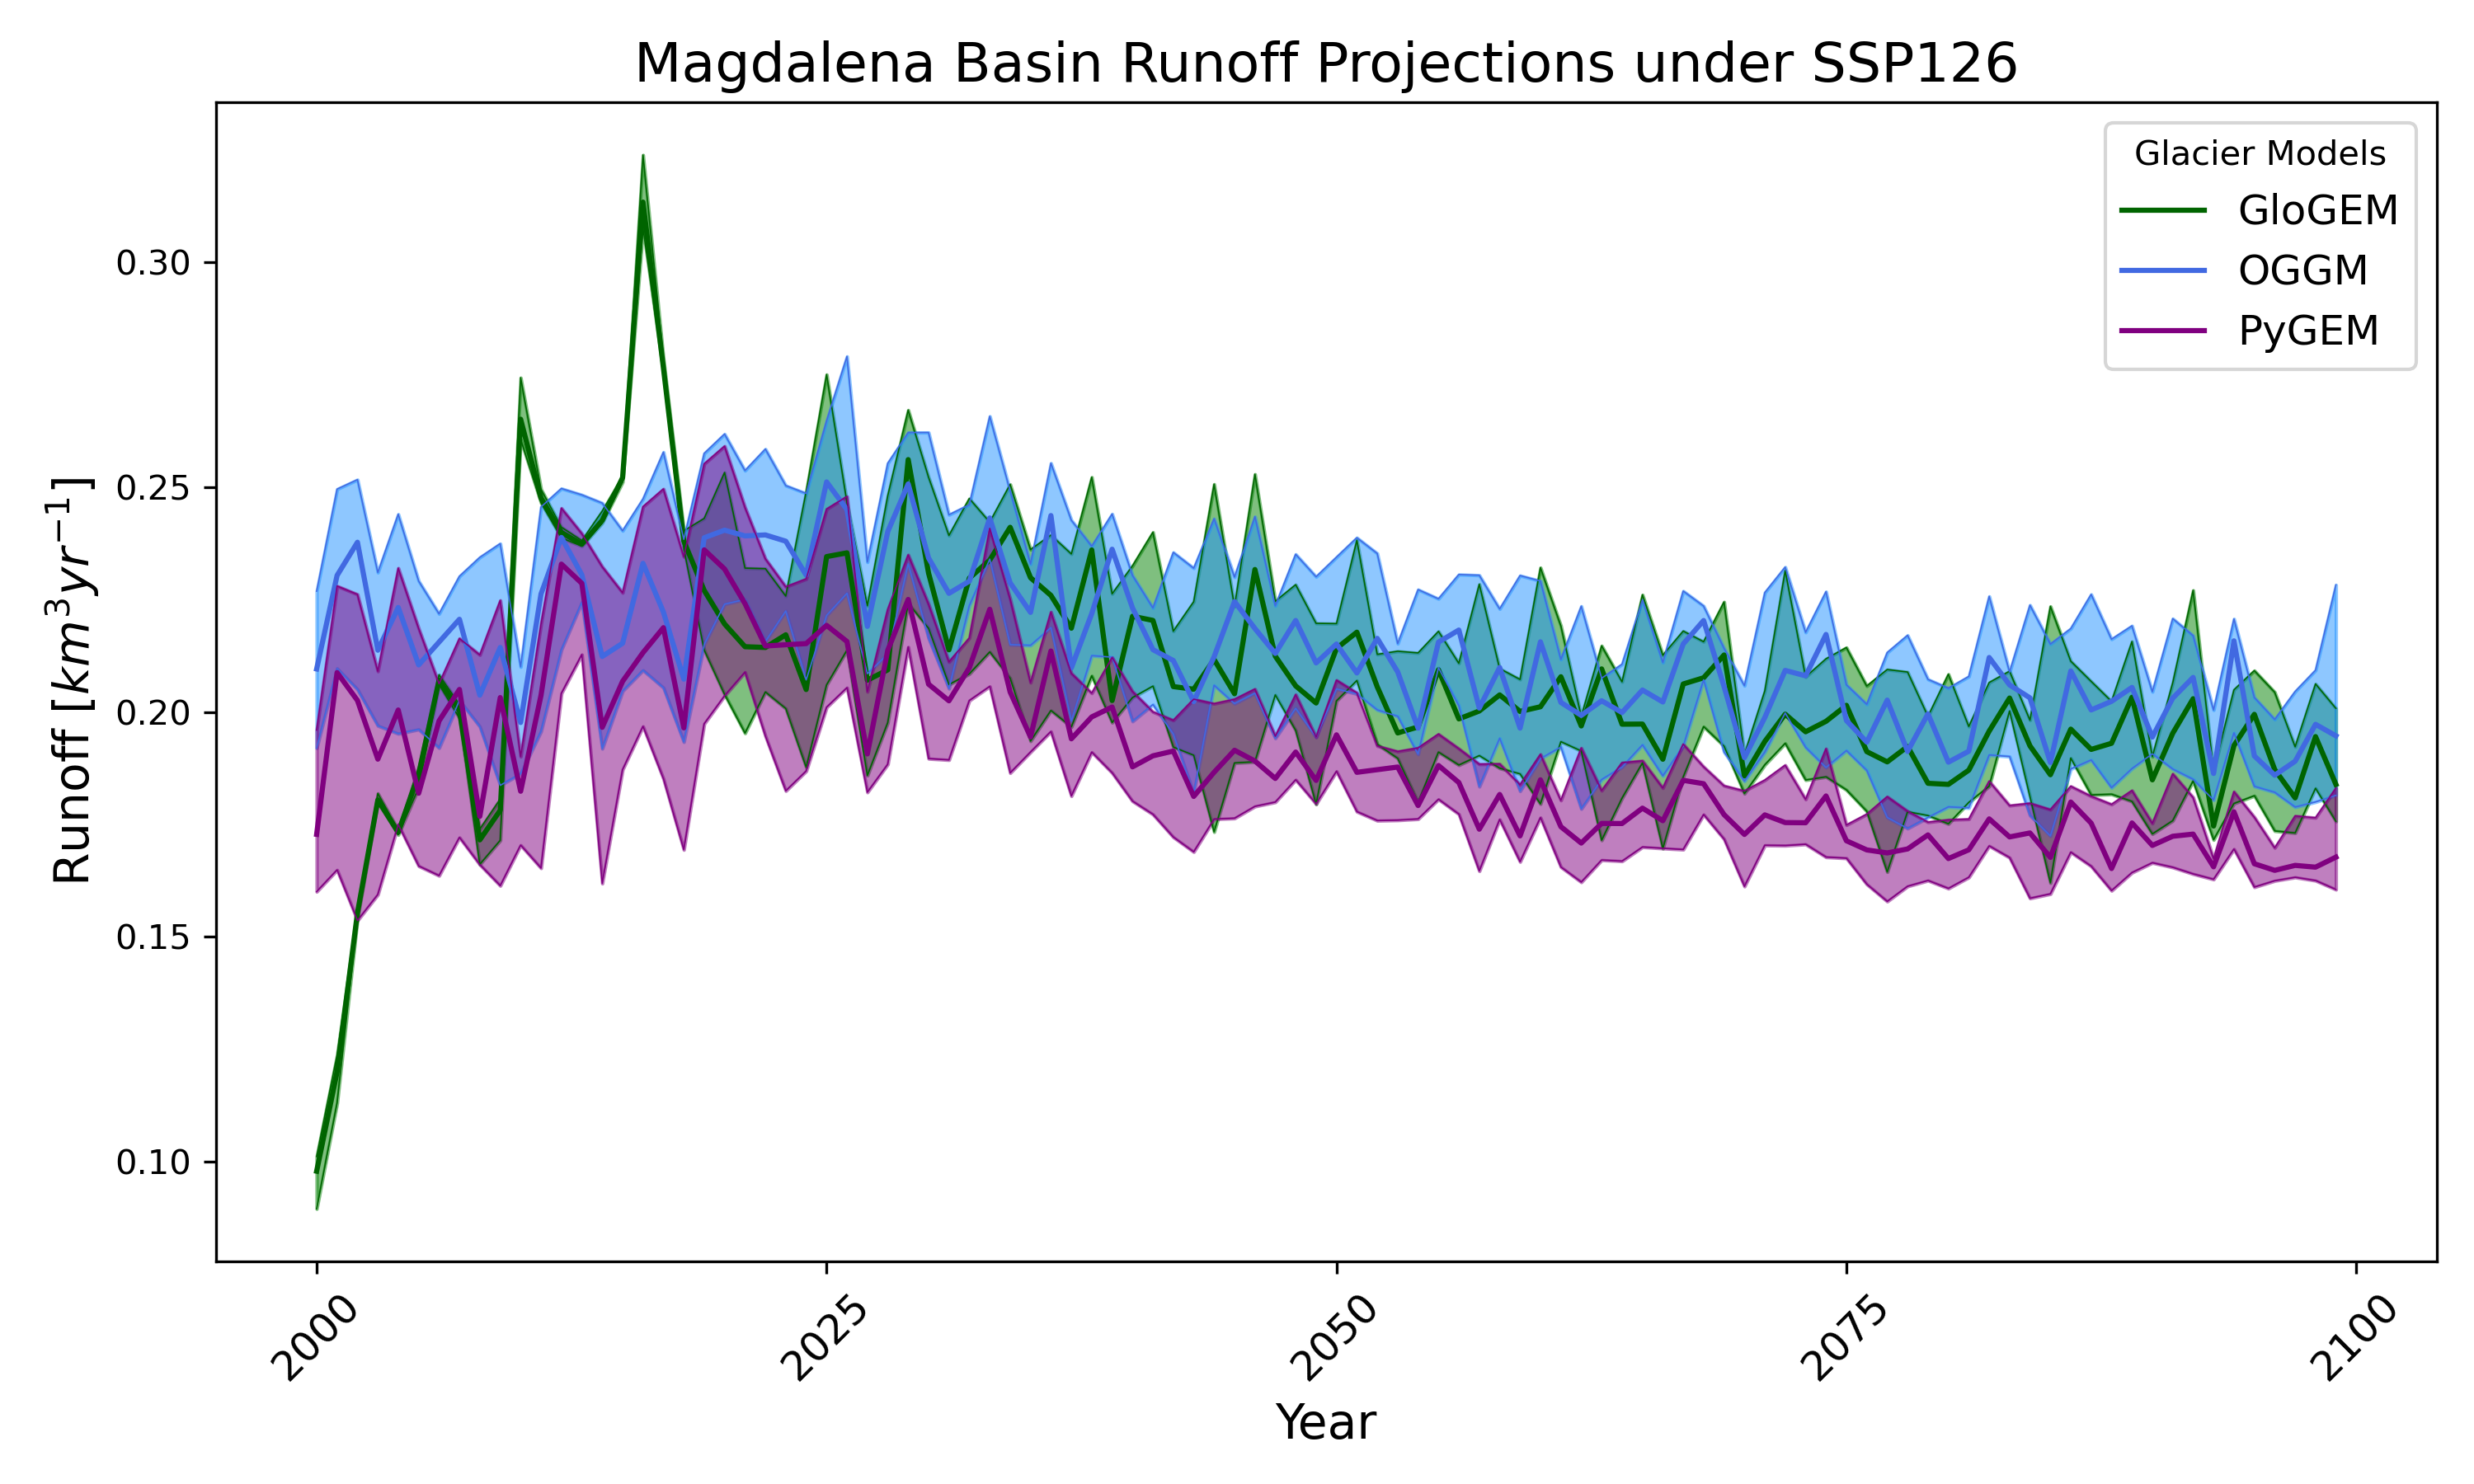 Magdalena Basin Runoff Projections under SSP126
Glacier Models
GloGEM
OGGM
PyGEM
Runoff [km³yr⁻¹]
0.30
0.25
0.20
0.15
0.10
2000
2025
2050
2075
2100
Year